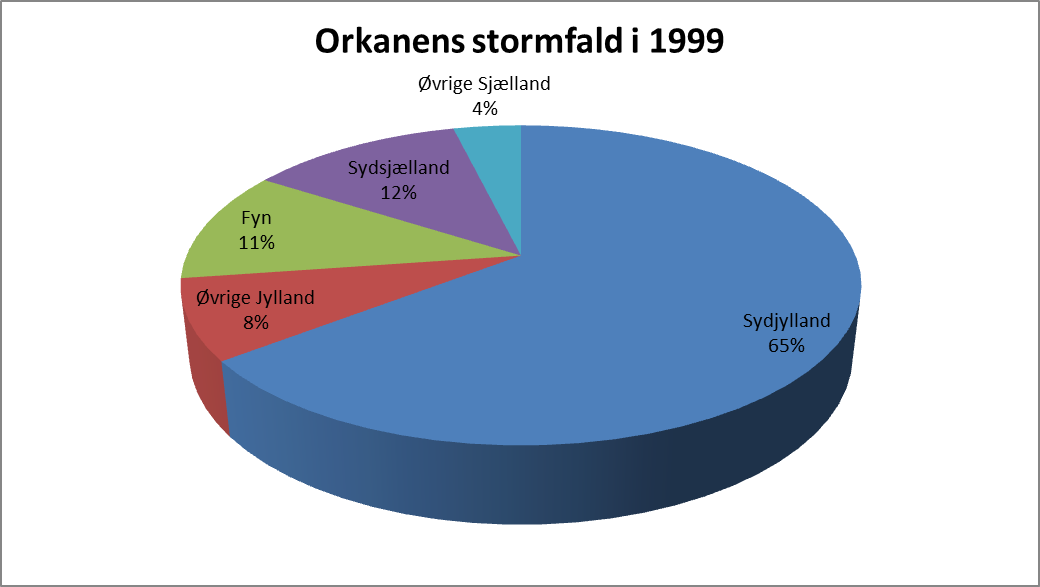 Orkanens stormfald i 1999
Øvrige Sjælland
4%
Sydsjælland
12%
Fyn
11%
Øvrige Jylland
8%
Sydjylland
65%